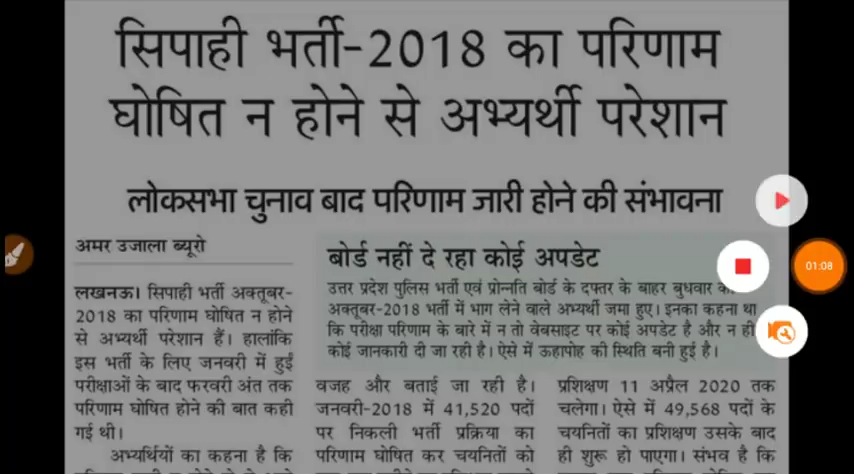 सिपाही भर्ती-2018 का परिणाम
घोषित न होने से अभ्यर्थी परेशान
लोकसभा चुनाव बाद परिणाम जारी होने की संभावना
अमर उजाला ब्यूरो
लखनऊ। सिपाही भर्ती अक्तूबर-
2018 का परिणाम घोषित न होने
से अभ्यर्थी परेशान हैं। हालांकि
इस भर्ती के लिए जनवरी में हुईं
परीक्षाओं के बाद फरवरी अंत तक
परिणाम घोषित होने की बात कही
गई थी।
अभ्यर्थियों का कहना है कि
बोर्ड नहीं दे रहा कोई अपडेट
उत्तर प्रदेश पुलिस भर्ती एवं प्रोन्नति बोर्ड के दफ्तर के बाहर बुधवार
अक्तूबर-2018 भर्ती में भाग लेने वाले अभ्यर्थी जमा हुए। इनका कहना था
कि परीक्षा परिणाम के बारे में न तो वेबसाइट पर कोई अपडेट है और न ही
कोई जानकारी दी जा रही है। ऐसे में ऊहापोह की स्थिति बनी हुई है।
वजह और बताई जा रही है।
जनवरी-2018 में 41,520 पदों
पर निकली भर्ती प्रक्रिया का
परिणाम घोषित कर चयनितों को
प्रशिक्षण 11 अप्रैल 2020 तक
चलेगा। ऐसे में 49,568 पदों के
चयनितों का प्रशिक्षण उसके बाद
ही शुरू हो पाएगा। संभव है कि
01:08